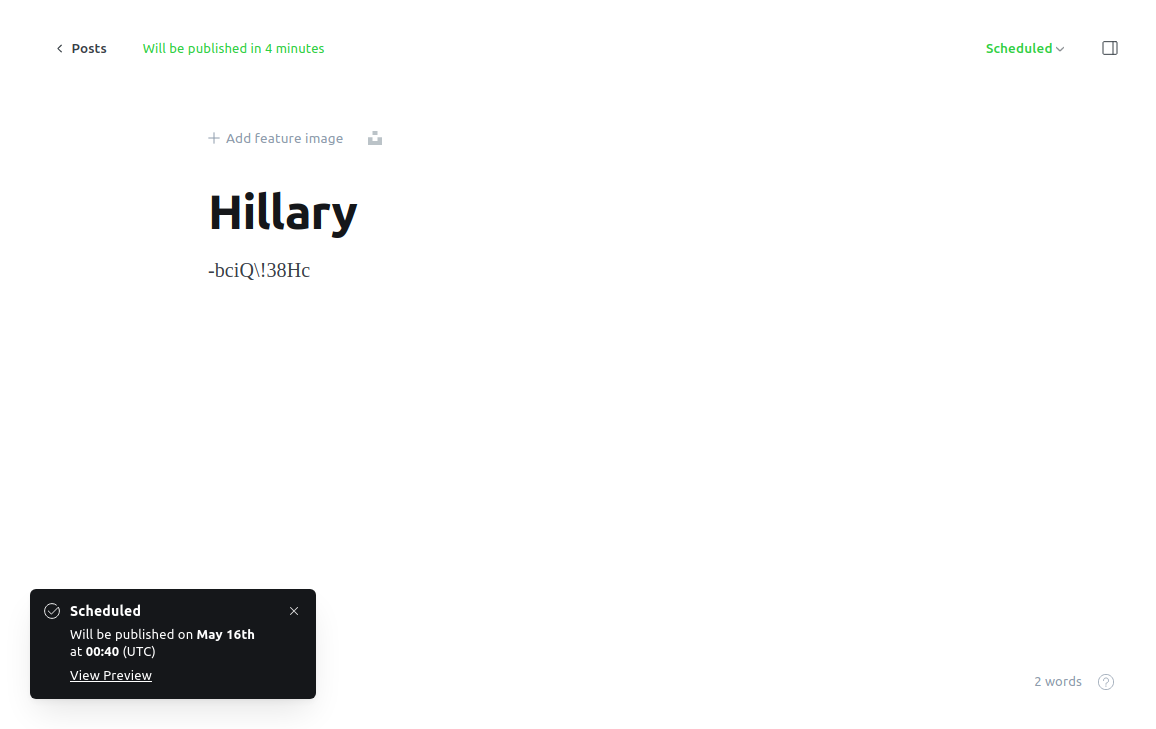 Posts
Will be published in 4 minutes
Scheduled
Add feature image
Hillary
-bciQ\!38Hc
Scheduled
Will be published on May 16th
at 00:40 (UTC)
View Preview
2 words
?